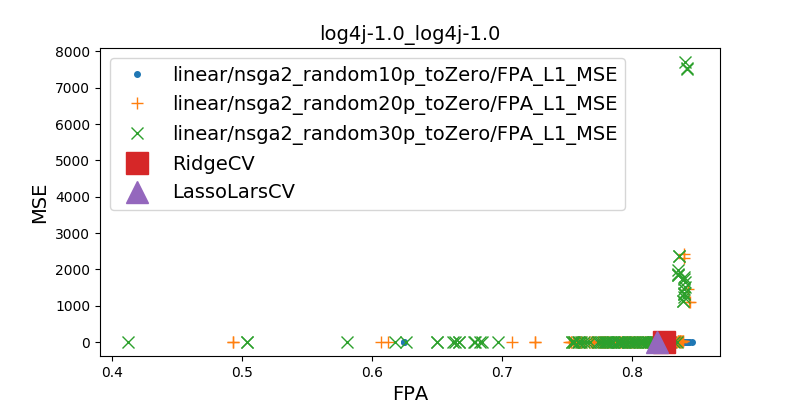 log4j-1.0_log4j-1.0
8000
7000
6000
5000
4000
3000
2000
1000
0
MSE
linear/nsga2_random10p_toZero/FPA_L1_MSE
linear/nsga2_random20p_toZero/FPA_L1_MSE
linear/nsga2_random30p_toZero/FPA_L1_MSE
RidgeCV
LassoLarsCV
0.4 0.5 0.6 0.7 0.8
FPA